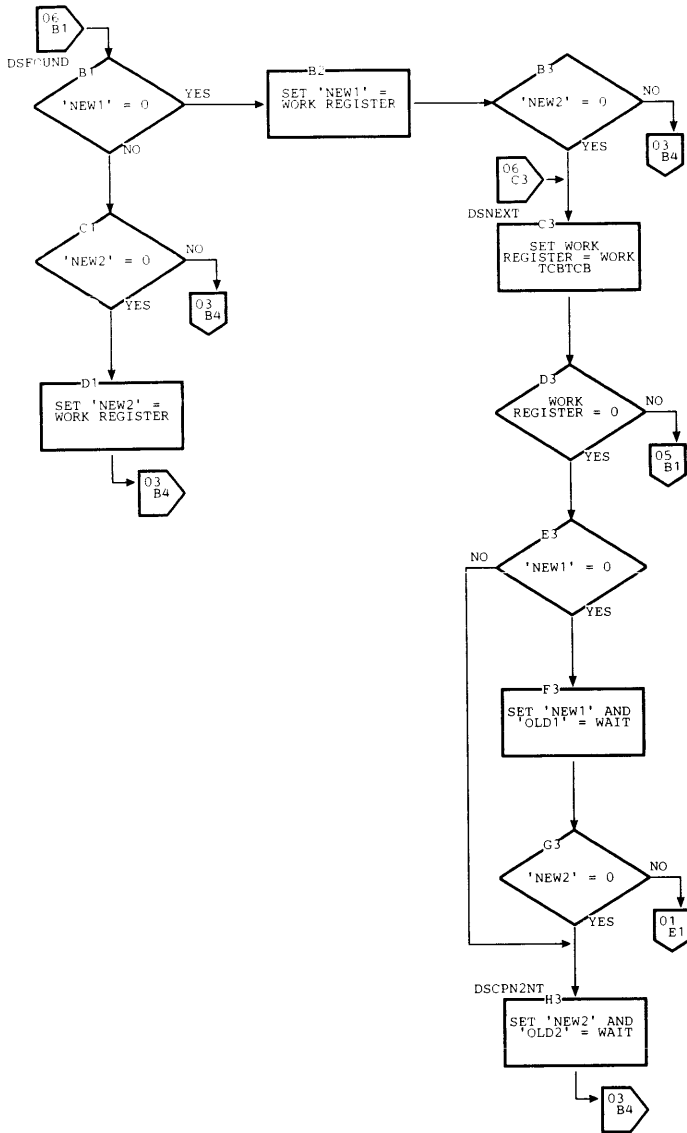 06
B1
DSFOUND
B1
'NEW1' = 0
YES
NO
B2
SET 'NEW1' =
WORK REGISTER
B3
'NEW2' = 0
NO
YES
03
B4
06
C3
DSNEXT
C3
SET WORK
REGISTER = WORK
TCBTCB
C1
'NEW2' = 0
NO
YES
03
B4
D1
SET 'NEW2' =
WORK REGISTER
03
B4
D3
WORK
REGISTER = 0
NO
YES
05
B1
E3
NO
'NEW1' = 0
YES
F3
SET 'NEW1' AND
'OLD1' = WAIT
G3
'NEW2' = 0
NO
YES
01
E1
DSCPN2NT
H3
SET 'NEW2' AND
'OLD2' = WAIT
03
B4